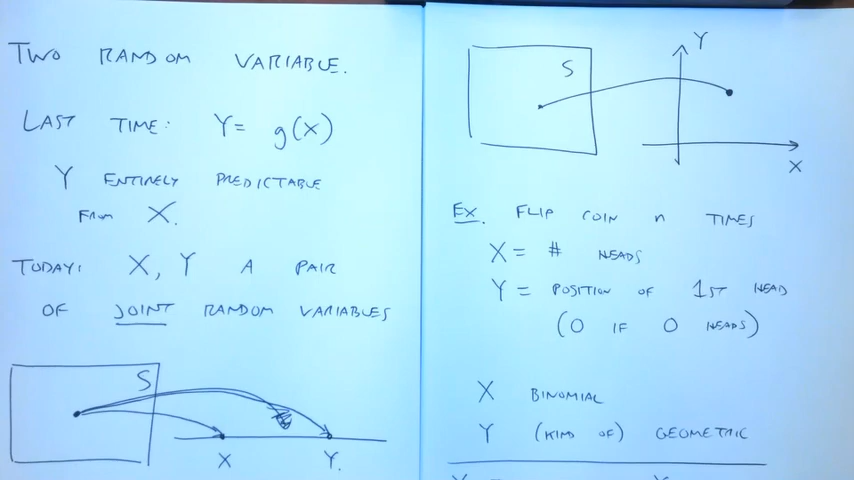 TWO RANDOM VARIABLE.
LAST TIME: Y = g(X)
Y ENTIRELY PREDICTABLE
FROM X.
TODAY: X, Y A PAIR
OF JOINT RANDOM VARIABLES
S
X Y.
S
Y
X
EX. FLIP COIN n TIMES
X = # HEADS
Y = POSITION OF 1ST HEAD
(0 IF 0 HEADS)
X BINOMIAL
Y (KIND OF) GEOMETRIC